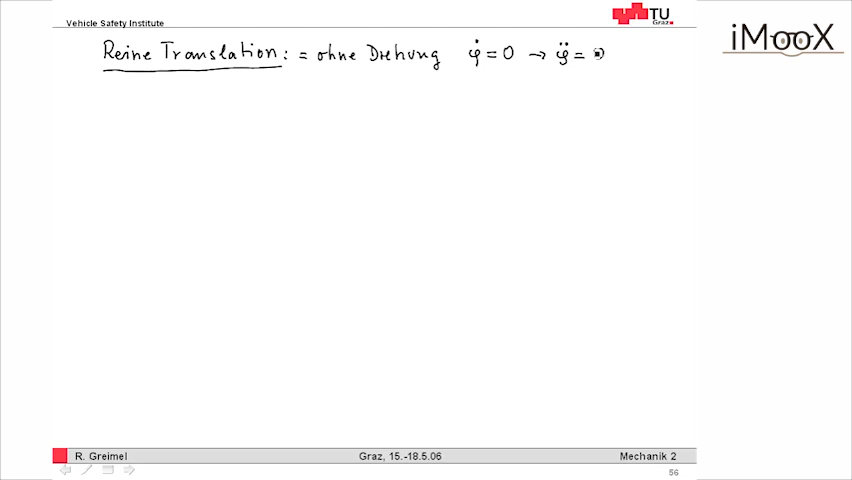 Vehicle Safety Institute
TU
Graz
iMooX
Reine Translation: = ohne Drehung φ̇ = 0 → φ̈ = 0
R. Greimel
Graz, 15.-18.5.06
Mechanik 2
56